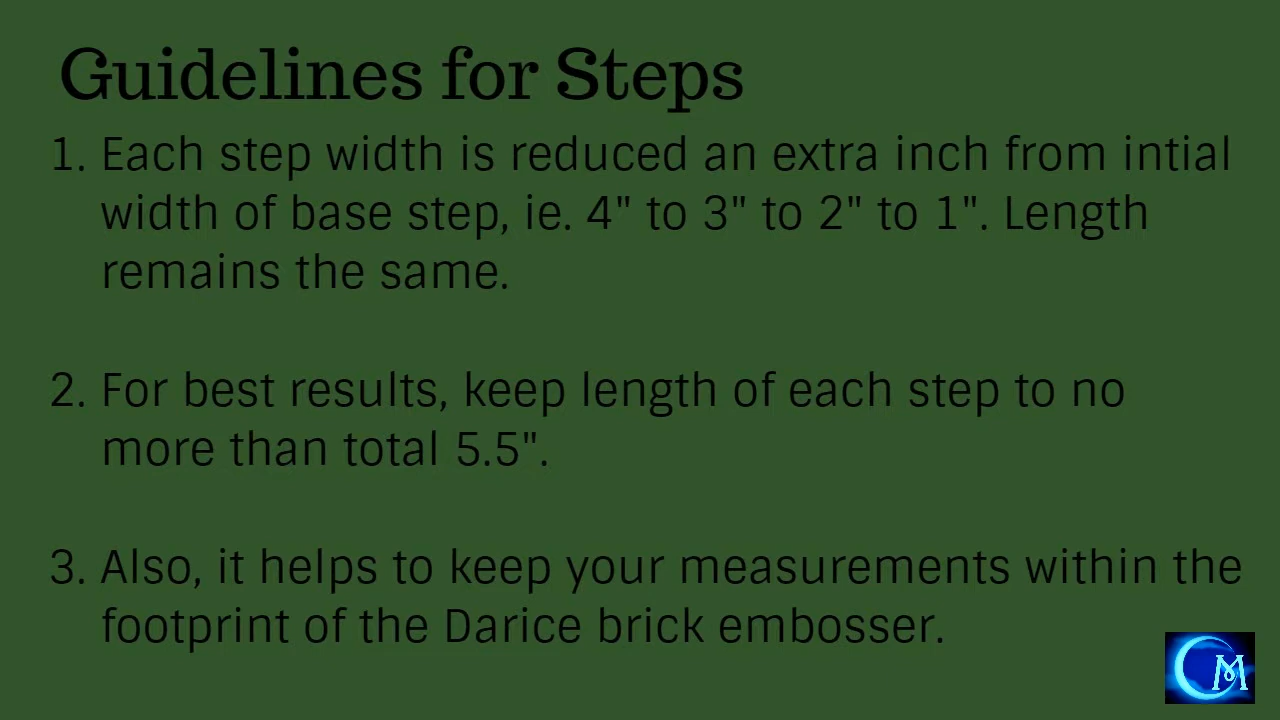 Guidelines for Steps
1. Each step width is reduced an extra inch from intial
width of base step, ie. 4" to 3" to 2" to 1". Length
remains the same.
2. For best results, keep length of each step to no
more than total 5.5".
3. Also, it helps to keep your measurements within the
footprint of the Darice brick embosser.
CM